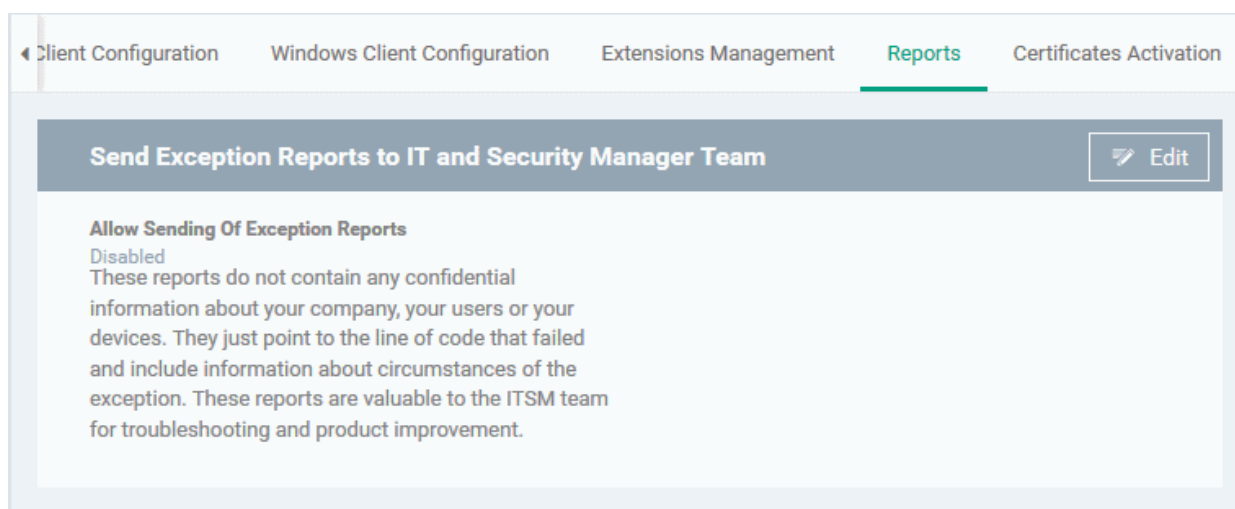 Client Configuration Windows Client Configuration Extensions Management Reports Certificates Activation
Send Exception Reports to IT and Security Manager Team Edit
Allow Sending Of Exception Reports
Disabled
These reports do not contain any confidential
information about your company, your users or your
devices. They just point to the line of code that failed
and include information about circumstances of the
exception. These reports are valuable to the ITSM team
for troubleshooting and product improvement.